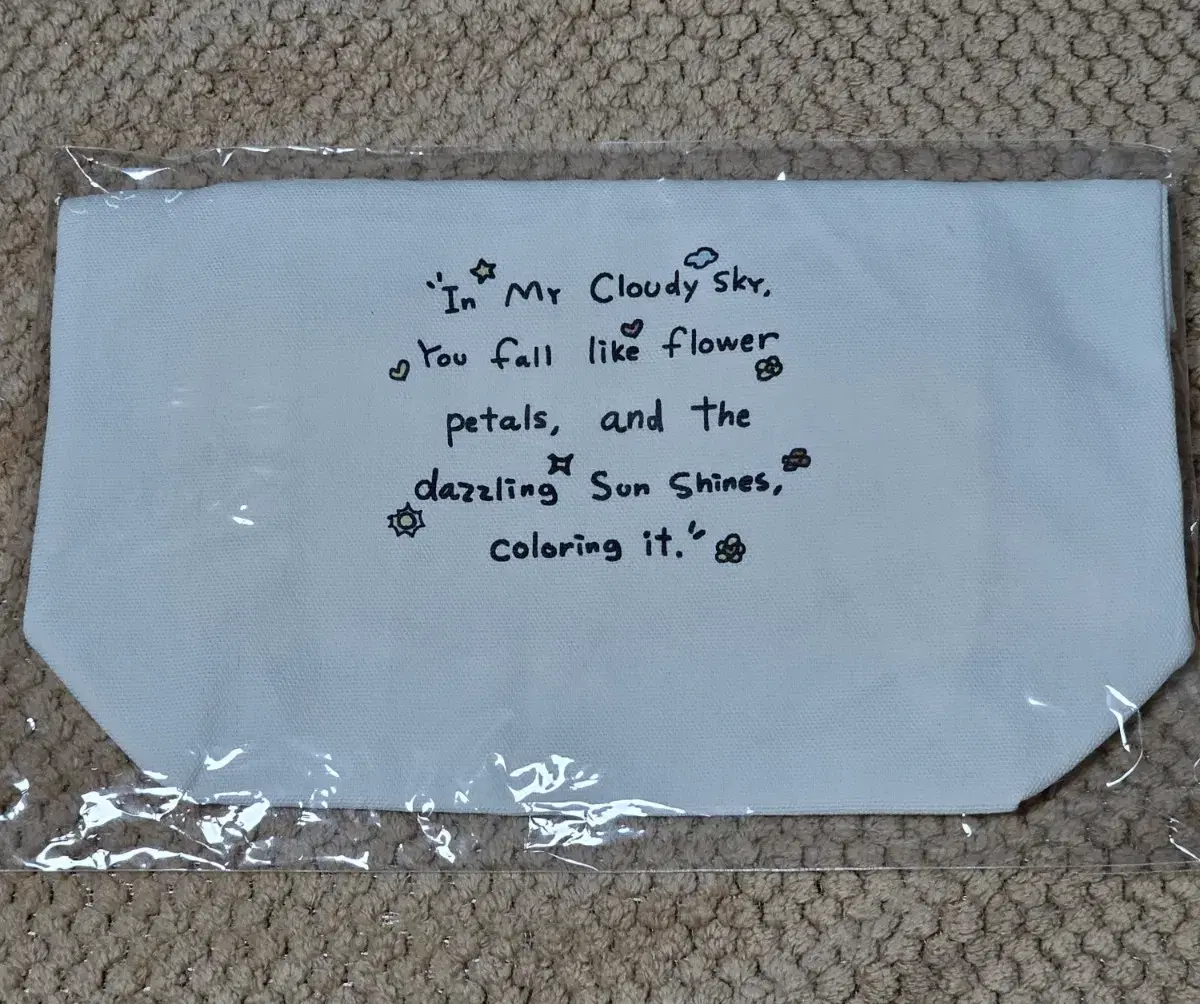 "In My Cloudy sky,
You fall like flower
petals, and the
dazzling Sun Shines,
coloring it."